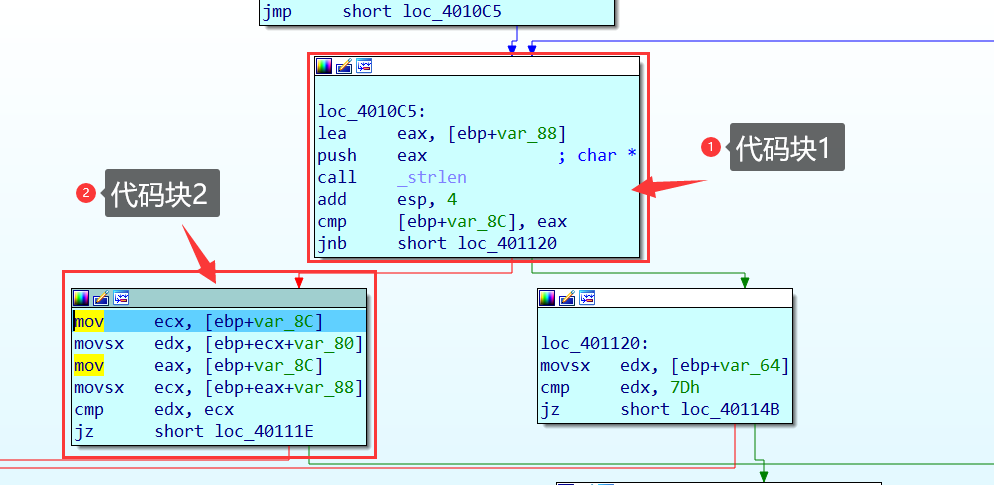 jmp     short loc_4010C5
loc_4010C5:
lea     eax, [ebp+var_88]
push    eax             ; char *
call    _strlen
add     esp, 4
cmp     [ebp+var_8C], eax
jnb     short loc_401120
1 代码块1
2 代码块2
mov     ecx, [ebp+var_8C]
movsx   edx, [ebp+ecx+var_80]
mov     eax, [ebp+var_8C]
movsx   ecx, [ebp+eax+var_88]
cmp     edx, ecx
jz      short loc_40111E
loc_401120:
movsx   edx, [ebp+var_64]
cmp     edx, 7Dh
jz      short loc_40114B